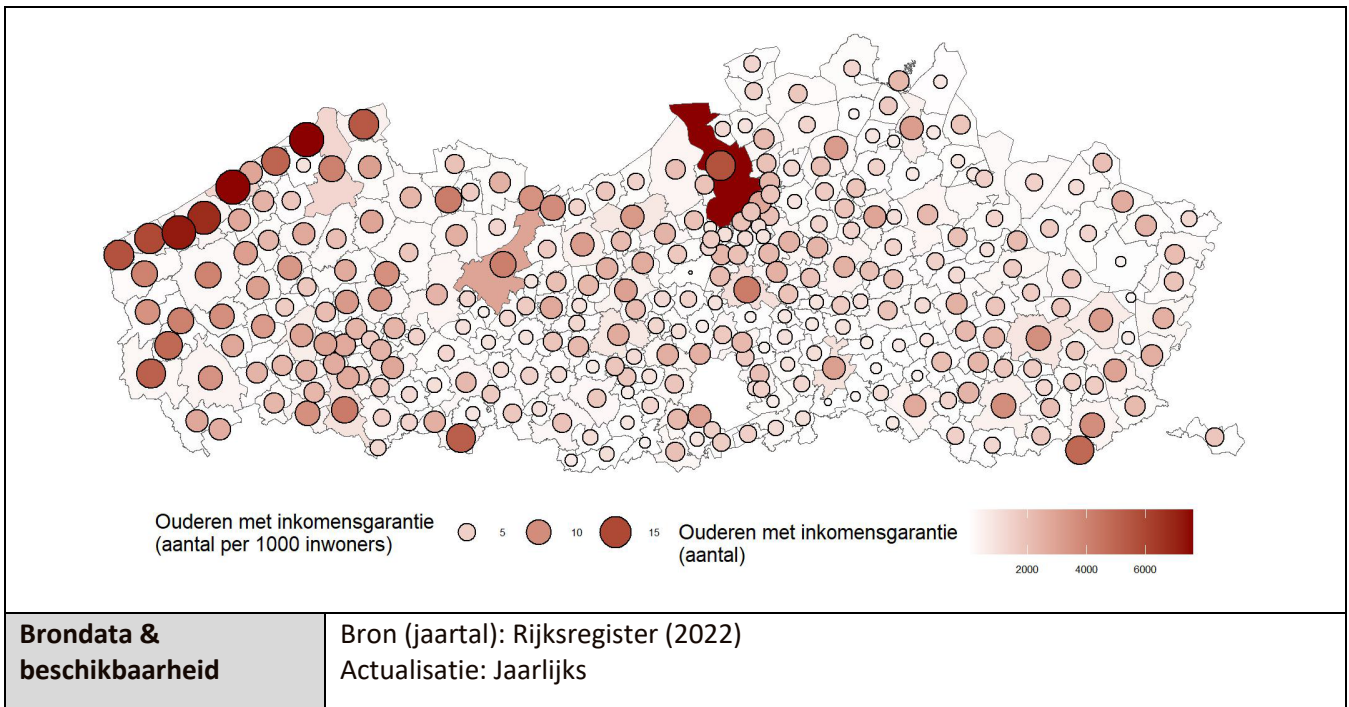 Ouderen met inkomensgarantie
(aantal per 1000 inwoners)
5
10
15
Ouderen met inkomensgarantie
(aantal)
2000
4000
6000
Brondata &
beschikbaarheid
Bron (jaartal): Rijksregister (2022)
Actualisatie: Jaarlijks